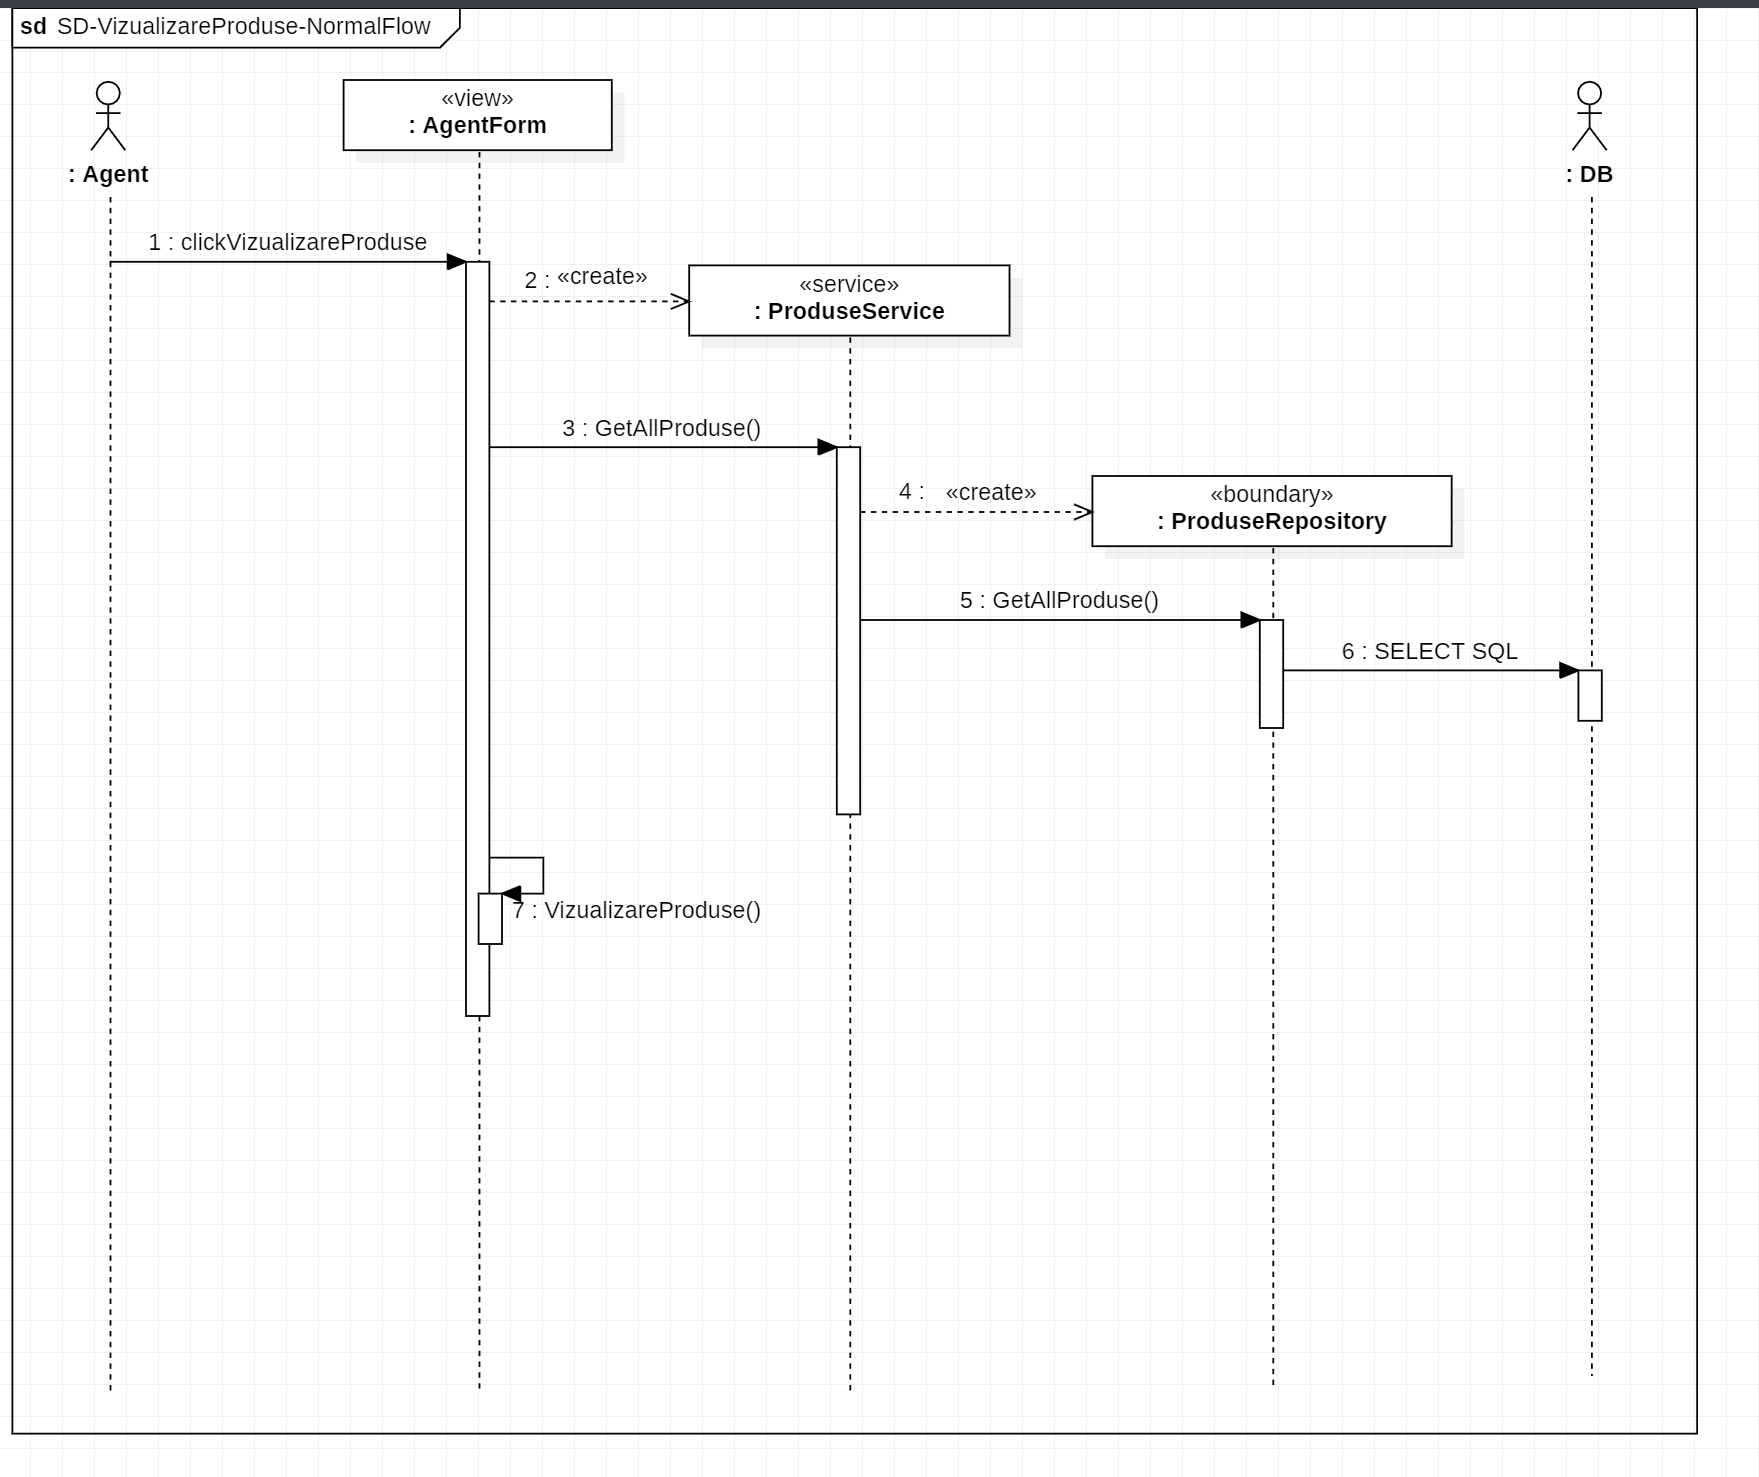 sd SD-VizualizareProduse-NormalFlow
«view»
: AgentForm
: Agent
: DB
1 : clickVizualizareProduse
2 : «create»
«service»
: ProduseService
3 : GetAllProduse()
4 : «create»
«boundary»
: ProduseRepository
5 : GetAllProduse()
6 : SELECT SQL
7 : VizualizareProduse()